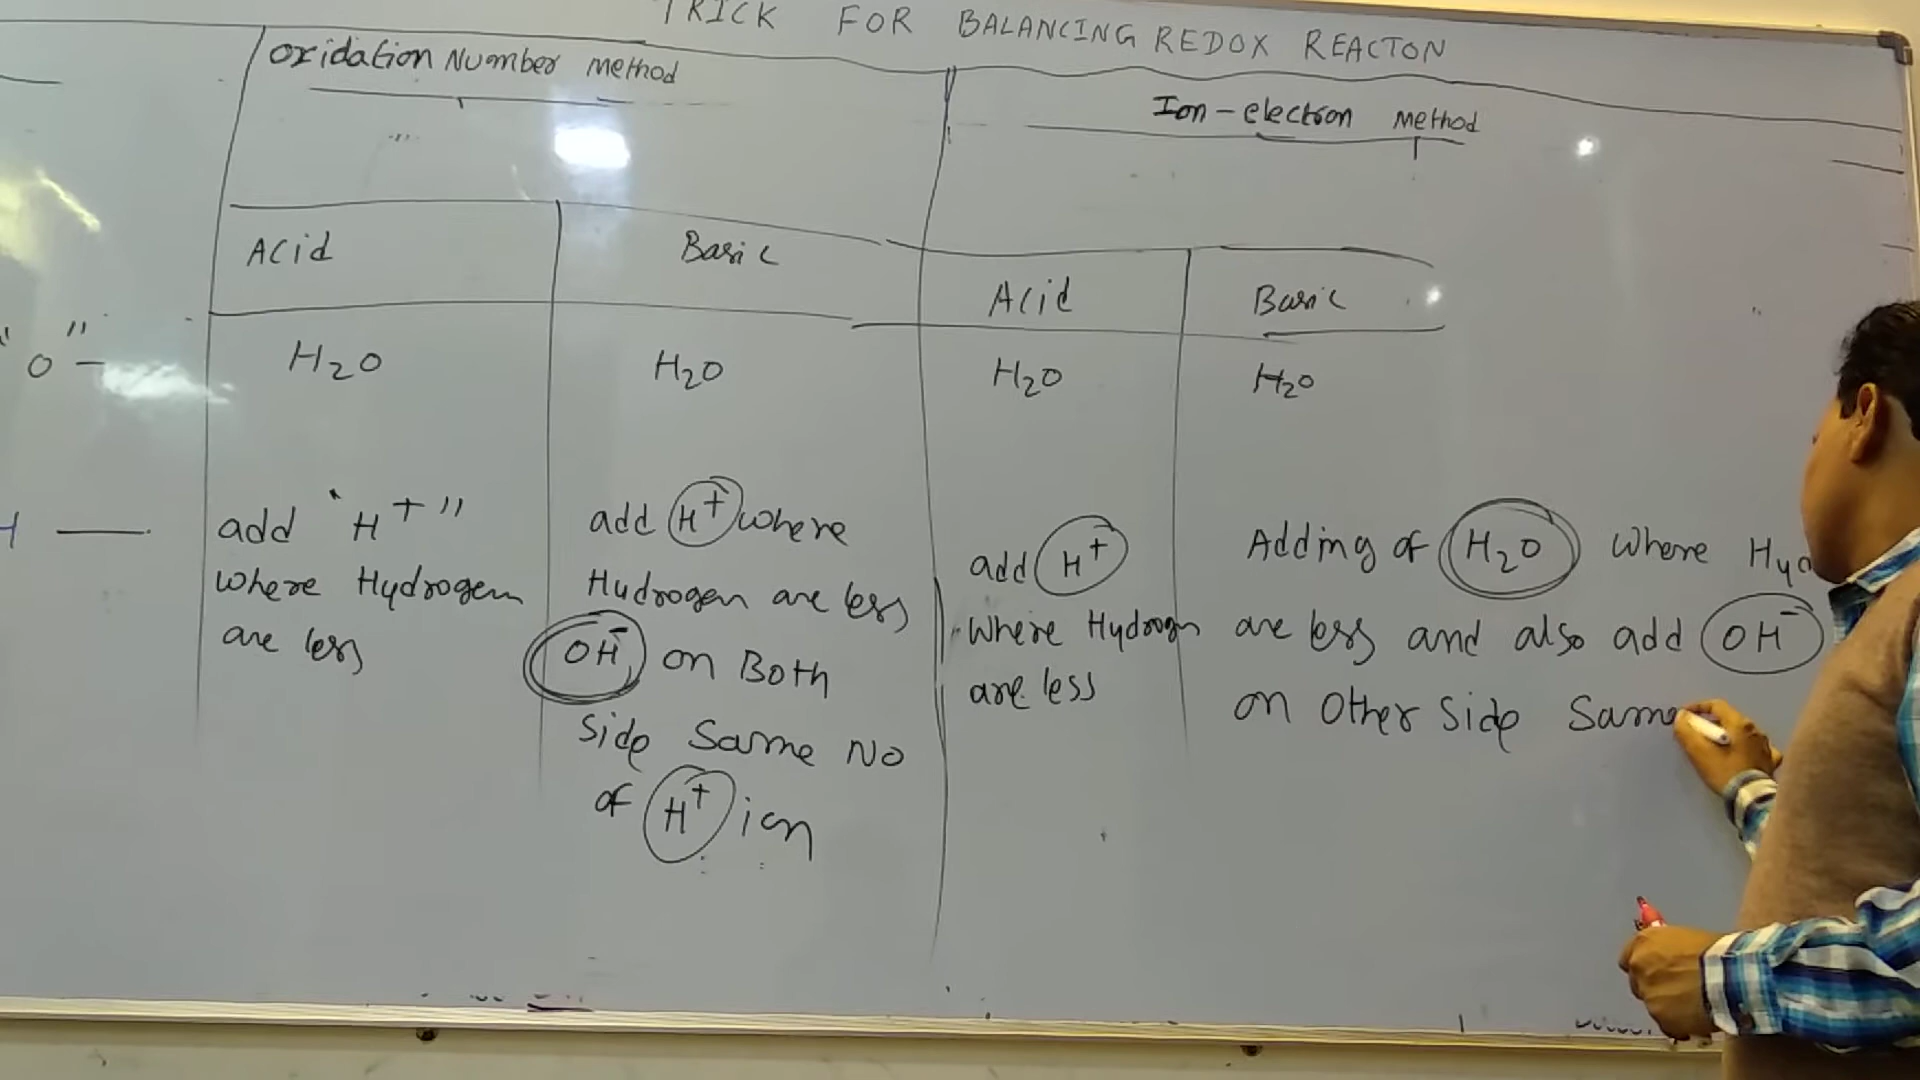 TRICK FOR BALANCING REDOX REACTON
Oxidation Number method
Ion-electron method
Acid
Basic
Acid
Basic
"O" -
H2O
H2O
H2O
H2O
H —
add "H+"
where Hydrogen
are less
add H+ where
Hudrogen are less
OH- on Both
side same No
of H+ ion
add H+
where Hydrogn
are less
Adding of H2O where
are less and also add OH-
on other side same